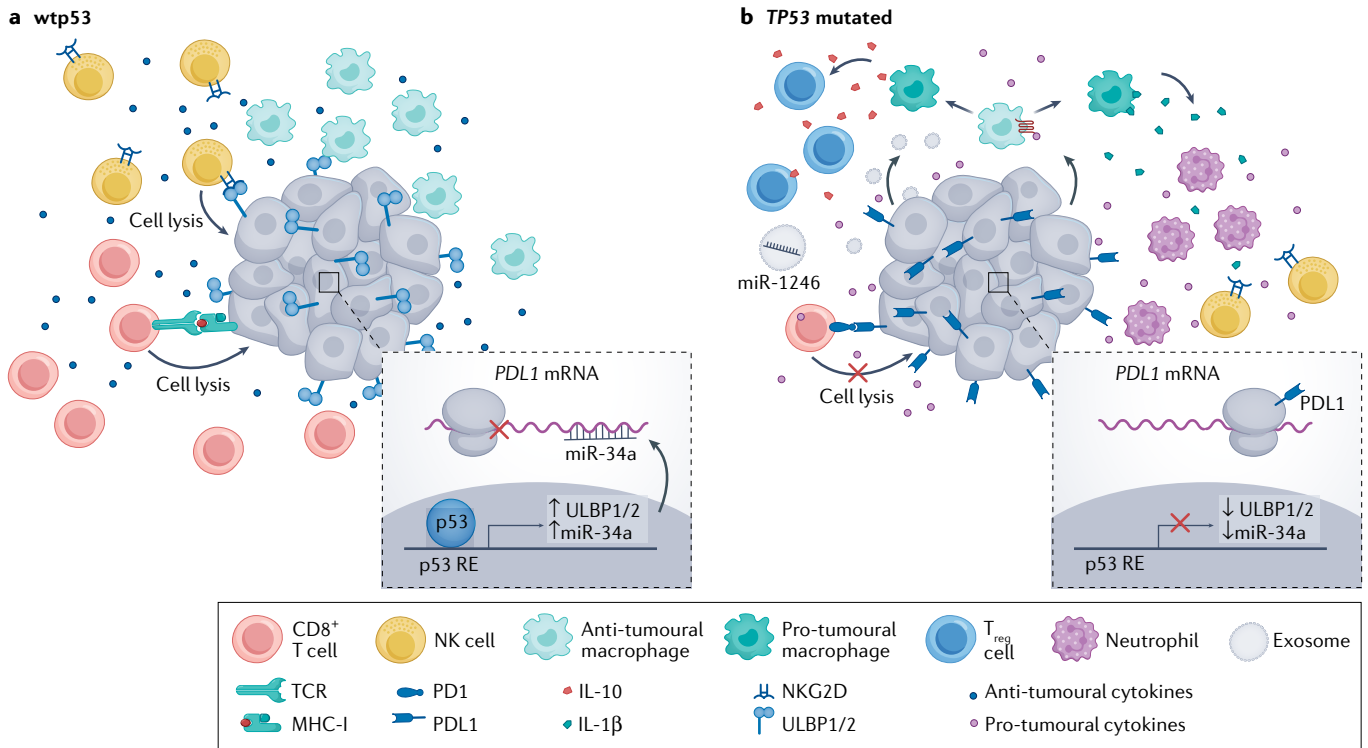 a wtp53
Cell lysis
Cell lysis
PDL1 mRNA
miR-34a
p53
↑ ULBP1/2
↑ miR-34a
p53 RE
b TP53 mutated
miR-1246
Cell lysis
PDL1 mRNA
PDL1
↓ ULBP1/2
↓ miR-34a
p53 RE
CD8⁺
T cell
NK cell
Anti-tumoural
macrophage
Pro-tumoural
macrophage
T_reg
cell
Neutrophil
Exosome
TCR
PD1
IL-10
NKG2D
Anti-tumoural cytokines
MHC-I
PDL1
IL-1β
ULBP1/2
Pro-tumoural cytokines